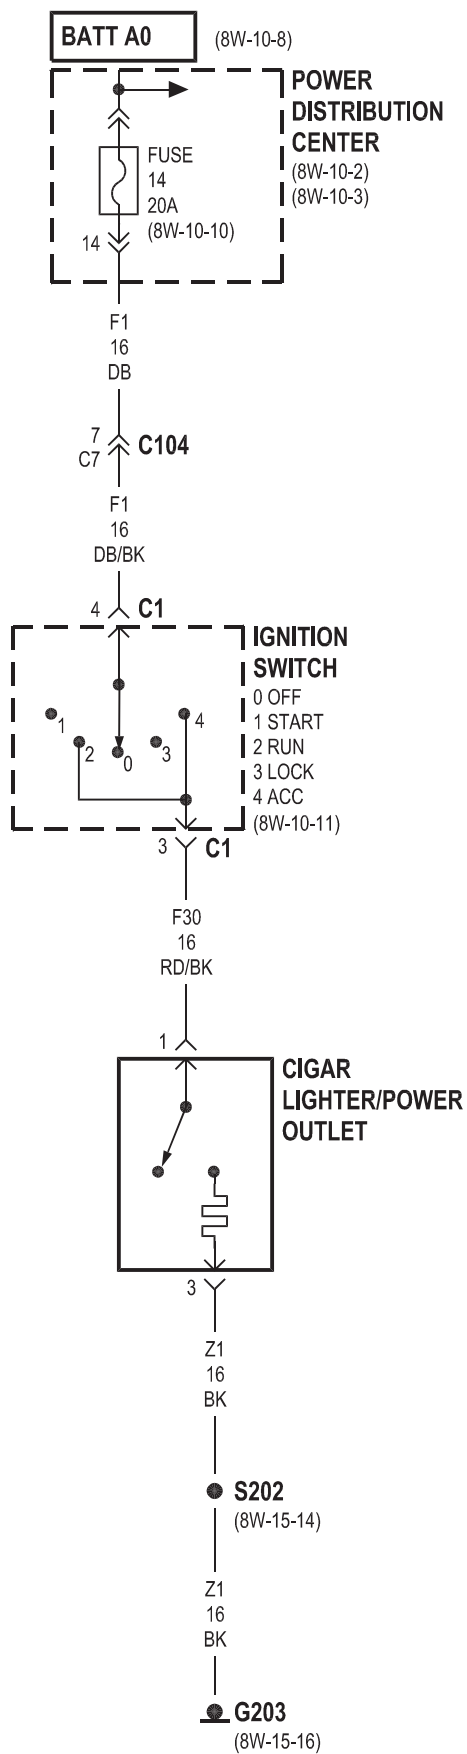 BATT A0
(8W-10-8)
POWER
DISTRIBUTION
CENTER
(8W-10-2)
(8W-10-3)
FUSE
14
20A
(8W-10-10)
14
F1
16
DB
7
C7
C104
F1
16
DB/BK
4
C1
IGNITION
SWITCH
0 OFF
1 START
2 RUN
3 LOCK
4 ACC
(8W-10-11)
1
2
0
3
4
3
C1
F30
16
RD/BK
1
CIGAR
LIGHTER/POWER
OUTLET
3
Z1
16
BK
S202
(8W-15-14)
Z1
16
BK
G203
(8W-15-16)